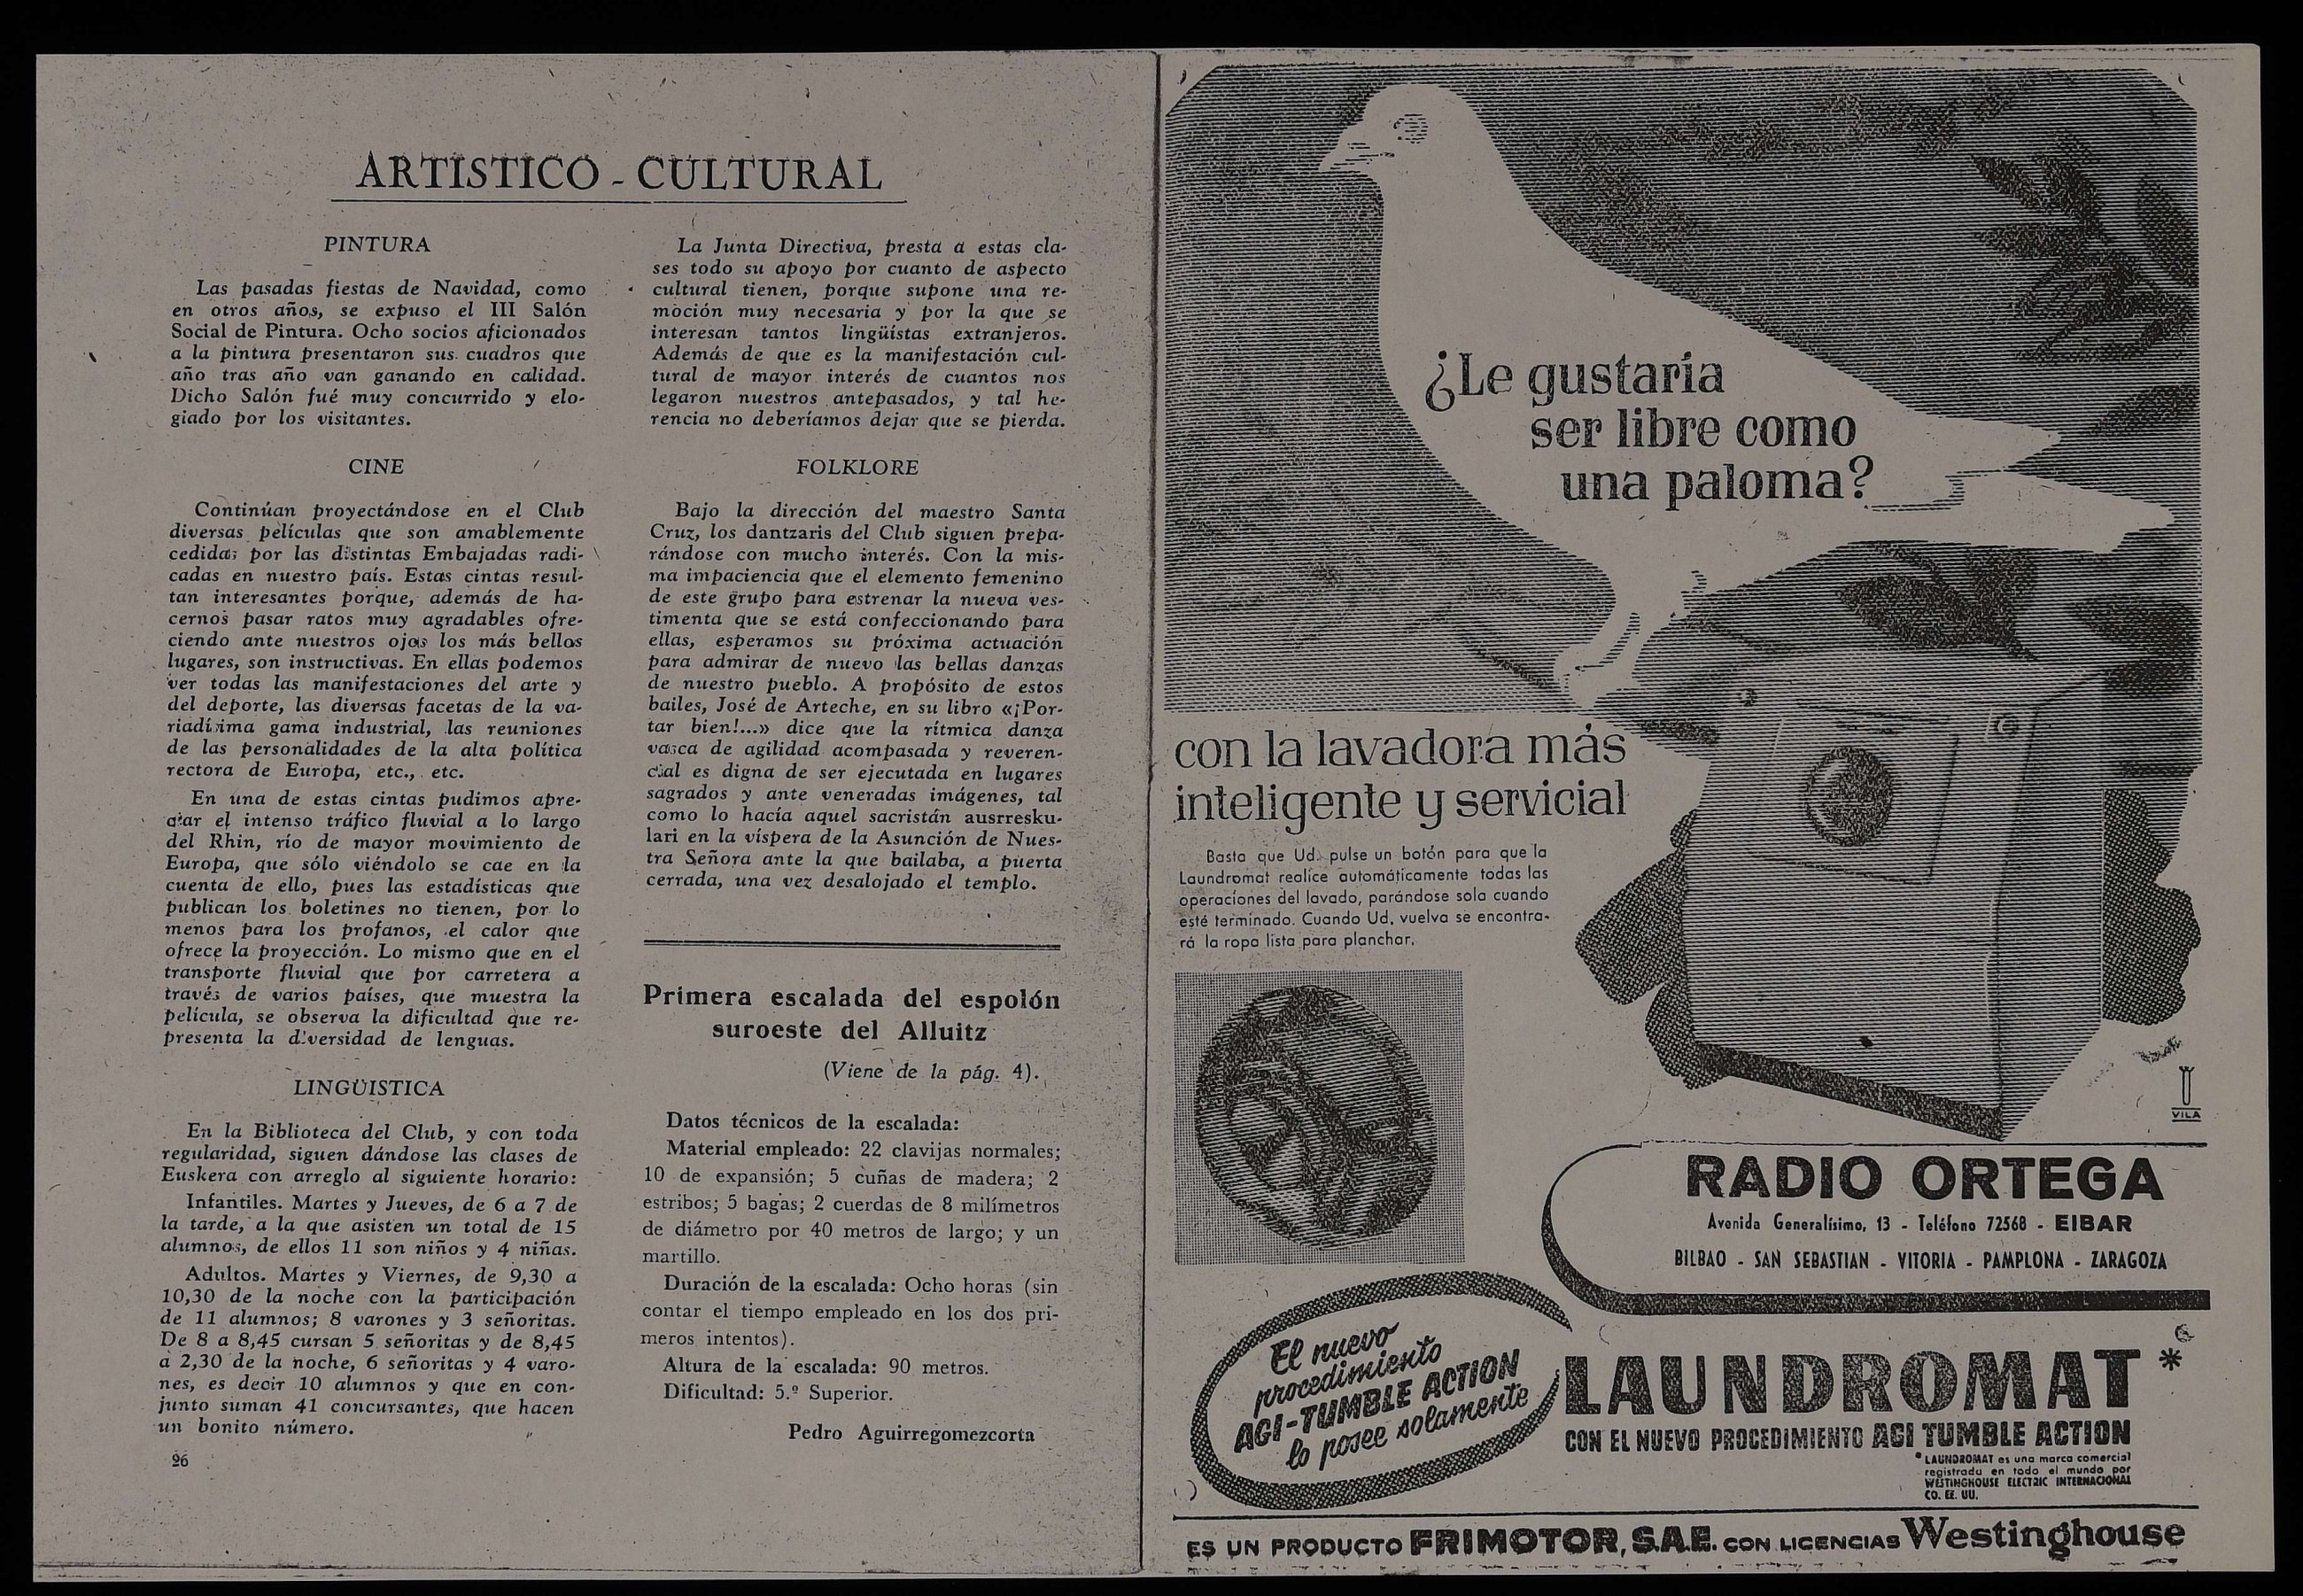 ARTISTICO - CULTURAL
PINTURA
Las pasadas fiestas de Navidad, como
en otros años, se expuso el III Salón
Social de Pintura. Ocho socios aficionados
a la pintura presentaron sus cuadros que
año tras año van ganando en calidad.
Dicho Salón fué muy concurrido y elo-
giado por los visitantes.
CINE
Continúan proyectándose en el Club
diversas películas que son amablemente
cedidas por las distintas Embajadas radi-
cadas en nuestro país. Estas cintas resul-
tan interesantes porque, además de ha-
cernos pasar ratos muy agradables ofre-
ciendo ante nuestros ojos los más bellos
lugares, son instructivas. En ellas podemos
ver todas las manifestaciones del arte y
del deporte, las diversas facetas de la va-
riadísima gama industrial, las reuniones
de las personalidades de la alta política
rectora de Europa, etc., etc.
En una de estas cintas pudimos apre-
ciar el intenso tráfico fluvial a lo largo
del Rhin, río de mayor movimiento de
Europa, que sólo viéndolo se cae en la
cuenta de ello, pues las estadísticas que
publican los boletines no tienen, por lo
menos para los profanos, el calor que
ofrece la proyección. Lo mismo que en el
transporte fluvial que por carretera a
través de varios países, que muestra la
película, se observa la dificultad que re-
presenta la diversidad de lenguas.
LINGÜISTICA
En la Biblioteca del Club, y con toda
regularidad, siguen dándose las clases de
Euskera con arreglo al siguiente horario:
Infantiles. Martes y Jueves, de 6 a 7 de
la tarde, a la que asisten un total de 15
alumnos, de ellos 11 son niños y 4 niñas.
Adultos. Martes y Viernes, de 9,30 a
10,30 de la noche con la participación
de 11 alumnos; 8 varones y 3 señoritas.
De 8 a 8,45 cursan 5 señoritas y de 8,45
a 2,30 de la noche, 6 señoritas y 4 varo-
nes, es decir 10 alumnos y que en con-
junto suman 41 concursantes, que hacen
un bonito número.
26
La Junta Directiva, presta a estas cla-
ses todo su apoyo por cuanto de aspecto
cultural tienen, porque supone una re-
moción muy necesaria y por la que se
interesan tantos lingüístas extranjeros.
Además de que es la manifestación cul-
tural de mayor interés de cuantos nos
legaron nuestros antepasados, y tal he-
rencia no deberíamos dejar que se pierda.
FOLKLORE
Bajo la dirección del maestro Santa
Cruz, los dantzaris del Club siguen prepa-
rándose con mucho interés. Con la mis-
ma impaciencia que el elemento femenino
de este grupo para estrenar la nueva ves-
timenta que se está confeccionando para
ellas, esperamos su próxima actuación
para admirar de nuevo las bellas danzas
de nuestro pueblo. A propósito de estos
bailes, José de Arteche, en su libro «¡Por-
tar bien!...» dice que la rítmica danza
vasca de agilidad acompasada y reveren-
cial es digna de ser ejecutada en lugares
sagrados y ante veneradas imágenes, tal
como lo hacía aquel sacristán ausrresku-
lari en la víspera de la Asunción de Nues-
tra Señora ante la que bailaba, a puerta
cerrada, una vez desalojado el templo.
Primera escalada del espolón
suroeste del Alluitz
(Viene de la pág. 4).
Datos técnicos de la escalada:
Material empleado: 22 clavijas normales;
10 de expansión; 5 cuñas de madera; 2
estribos; 5 bagas; 2 cuerdas de 8 milímetros
de diámetro por 40 metros de largo; y un
martillo.
Duración de la escalada: Ocho horas (sin
contar el tiempo empleado en los dos pri-
meros intentos).
Altura de la escalada: 90 metros.
Dificultad: 5.º Superior.
Pedro Aguirregomezcorta
¿Le gustaría
ser libre como
una paloma?
con la lavadora más
inteligente y servicial
Basta que Ud. pulse un botón para que la
Laundromat realice automáticamente todas las
operaciones del lavado, parándose sola cuando
esté terminado. Cuando Ud. vuelva se encontra-
rá la ropa lista para planchar.
VILA
RADIO ORTEGA
Avenida Generalísimo, 13 - Teléfono 72568 - EIBAR
BILBAO - SAN SEBASTIAN - VITORIA - PAMPLONA - ZARAGOZA
El nuevo
procedimiento
AGI-TUMBLE ACTION
lo posee solamente
LAUNDROMAT *
CON EL NUEVO PROCEDIMIENTO AGI TUMBLE ACTION
* LAUNDROMAT es una marca comercial
registrada en todo el mundo por
WESTINGHOUSE ELECTRIC INTERNACIONAL
CO. EE. UU.
ES UN PRODUCTO FRIMOTOR, S.A.E. CON LICENCIAS Westinghouse